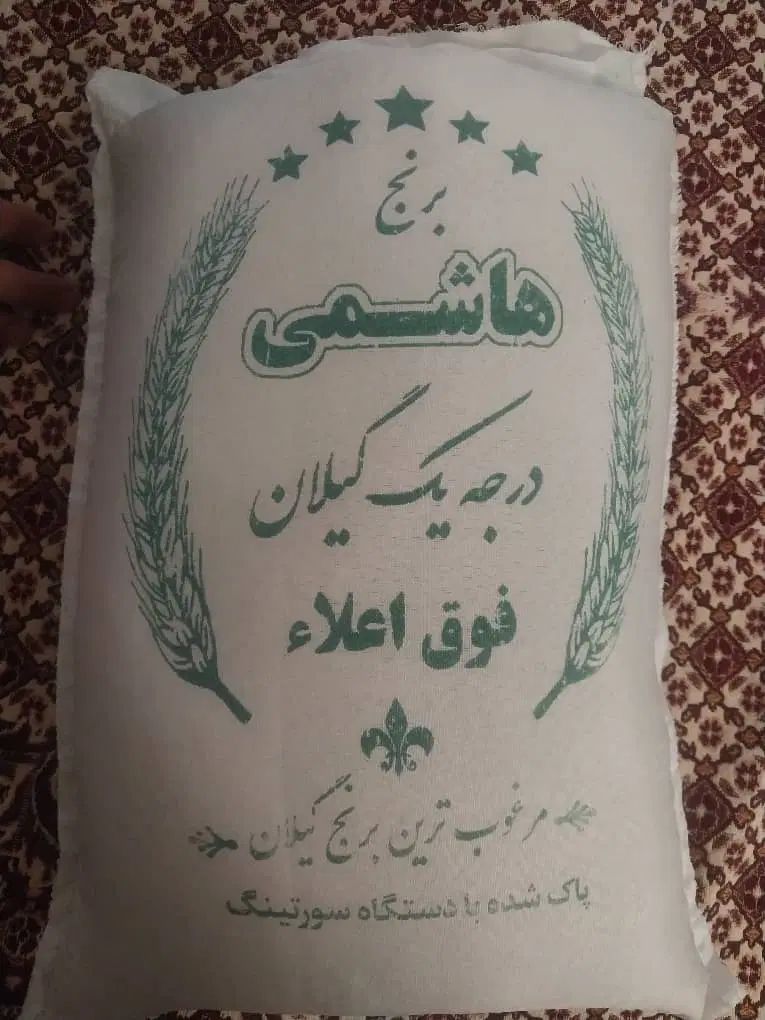 برنج
هاشمی
درجه یک گیلان
فوق اعلاء
مرغوب ترین برنج گیلان
پاک شده با دستگاه سورتینگ